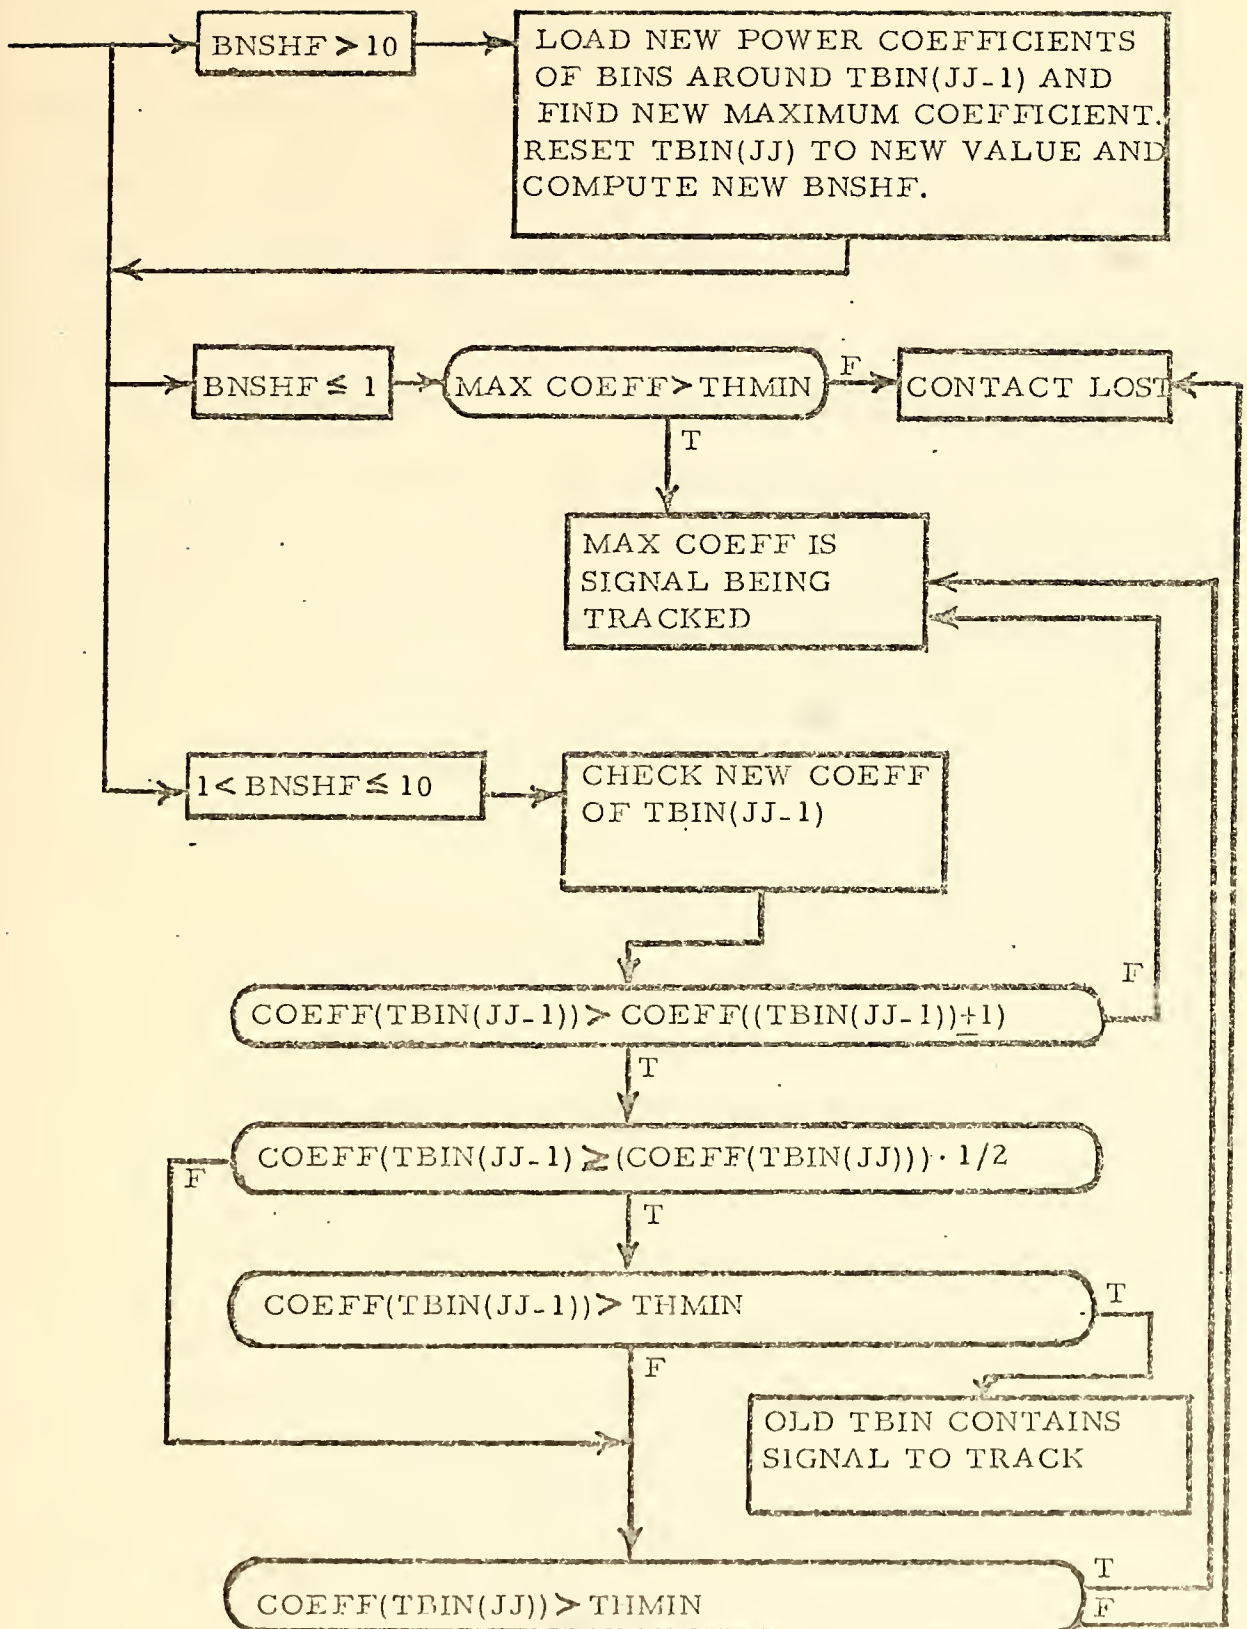 BNSHF > 10
LOAD NEW POWER COEFFICIENTS
OF BINS AROUND TBIN(JJ-1) AND
FIND NEW MAXIMUM COEFFICIENT.
RESET TBIN(JJ) TO NEW VALUE AND
COMPUTE NEW BNSHF.
BNSHF ≤ 1
MAX COEFF > THMIN
F
CONTACT LOST
T
MAX COEFF IS
SIGNAL BEING
TRACKED
1 < BNSHF ≤ 10
CHECK NEW COEFF
OF TBIN(JJ-1)
COEFF(TBIN(JJ-1)) > COEFF((TBIN(JJ-1))±1)
F
T
COEFF(TBIN(JJ-1) ≥ (COEFF(TBIN(JJ))) · 1/2
F
T
COEFF(TBIN(JJ-1)) > THMIN
T
F
OLD TBIN CONTAINS
SIGNAL TO TRACK
COEFF(TBIN(JJ)) > THMIN
T
F